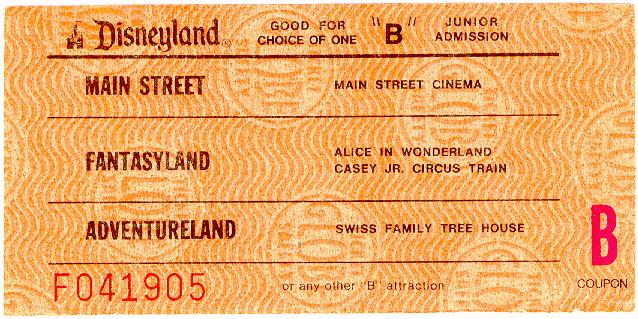 Disneyland® GOOD FOR CHOICE OF ONE "B" JUNIOR ADMISSION
MAIN STREET MAIN STREET CINEMA
FANTASYLAND ALICE IN WONDERLAND
CASEY JR. CIRCUS TRAIN
ADVENTURELAND SWISS FAMILY TREE HOUSE
B
COUPON
F041905 or any other "B" attraction